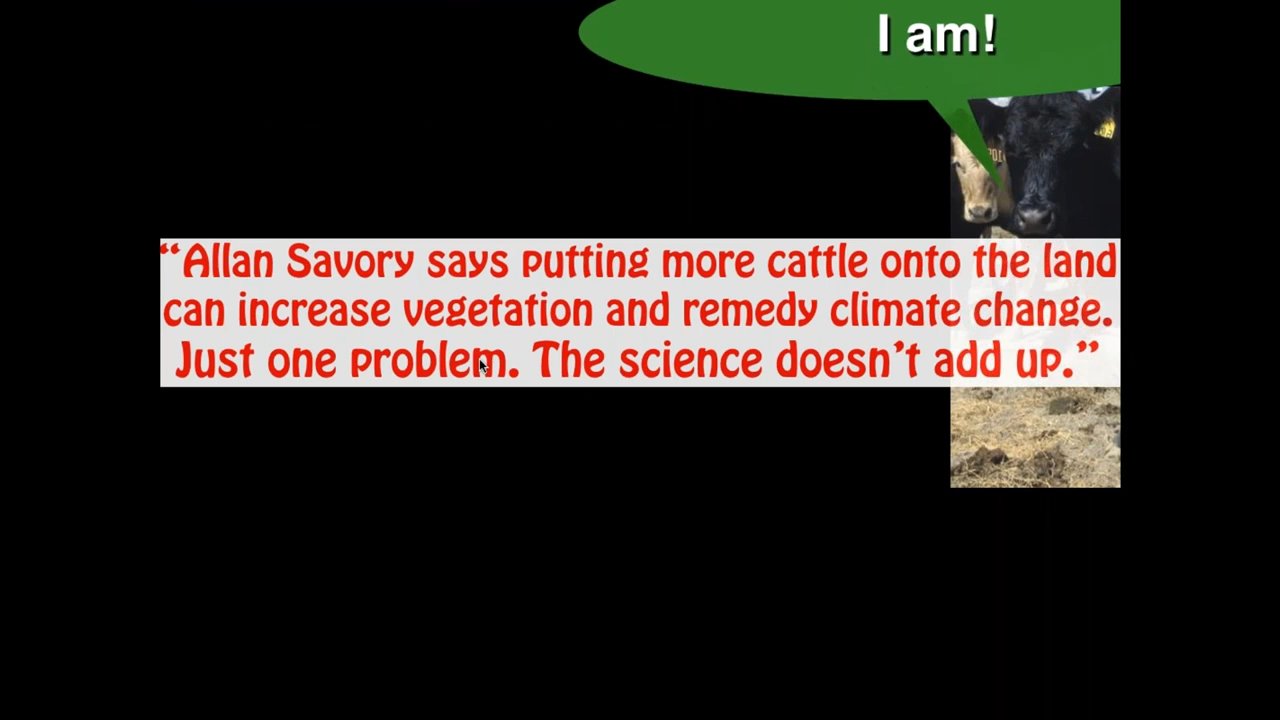 I am!
“Allan Savory says putting more cattle onto the land
can increase vegetation and remedy climate change.
Just one problem. The science doesn’t add up.”